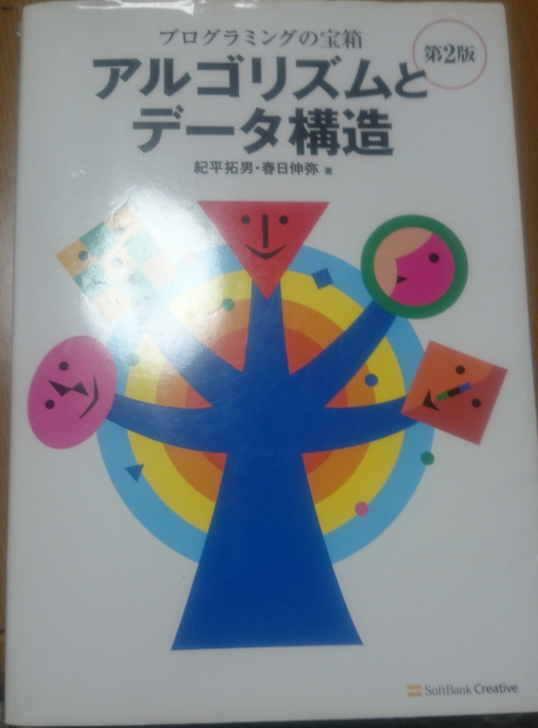 プログラミングの宝箱
アルゴリズムと
第2版
データ構造
紀平拓男・春日伸弥 著
SoftBank Creative